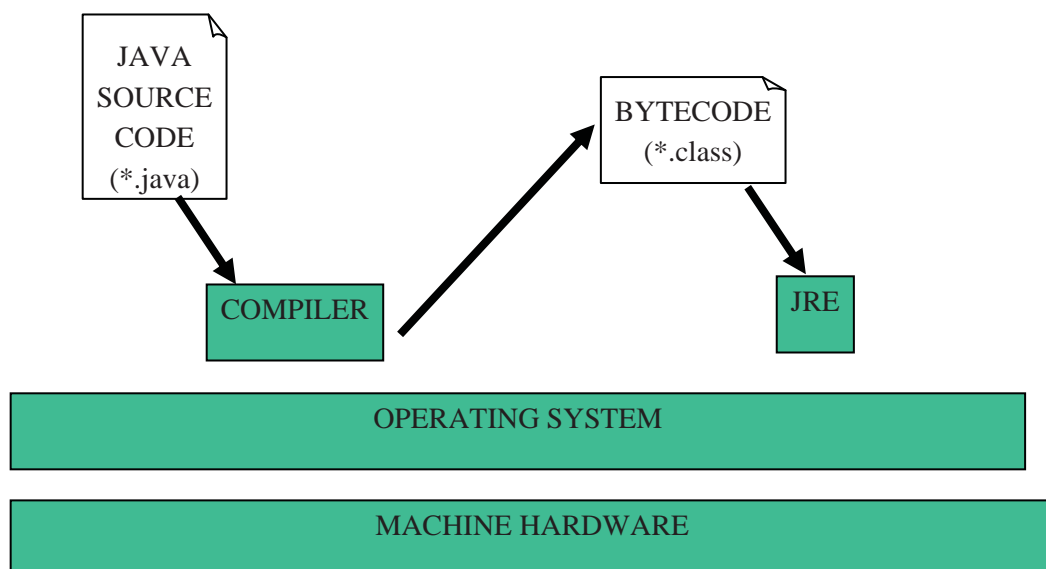 JAVA
SOURCE
CODE
(*.java)
BYTECODE
(*.class)
COMPILER
JRE
OPERATING SYSTEM
MACHINE HARDWARE